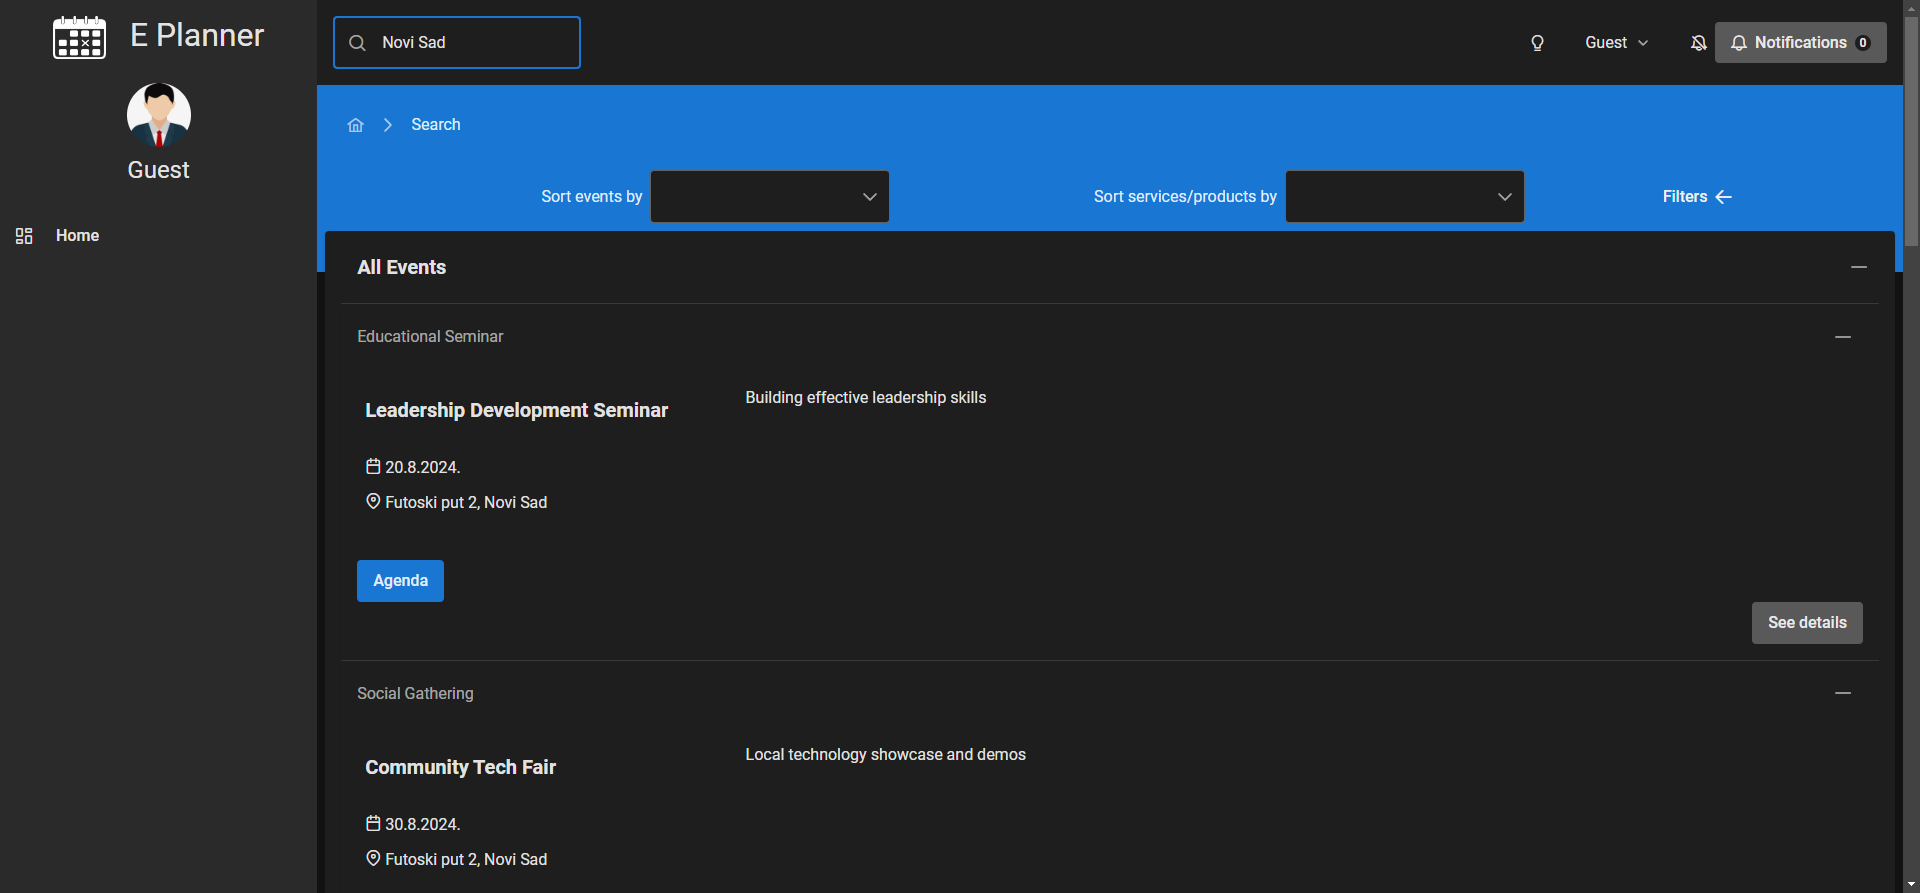 E Planner
Guest
Home
Novi Sad
Guest
Notifications 0
Search
Sort events by
Sort services/products by
Filters
All Events
Educational Seminar
Leadership Development Seminar
Building effective leadership skills
20.8.2024.
Futoski put 2, Novi Sad
Agenda
See details
Social Gathering
Community Tech Fair
Local technology showcase and demos
30.8.2024.
Futoski put 2, Novi Sad